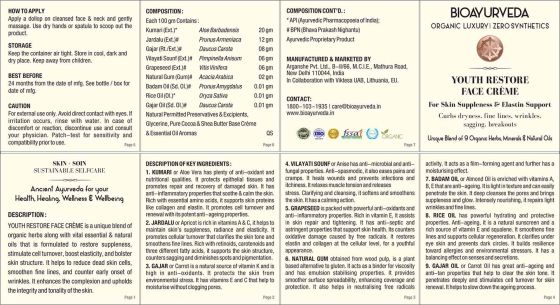 HOW TO APPLY
Apply a dollop on cleansed face & neck and gently
massage. Use dry hands or spatula to scoop out the
product.
STORAGE
Keep the container air tight. Store in cool, dark and
dry place. Keep away from children.
BEST BEFORE
24 months from the date of mfg. See bottle / box for
date of mfg.
CAUTION
For external use only. Avoid direct contact with eyes. If
irritation occurs, rinse with water. In case of
discomfort or reaction, discontinue use and consult
your physician. Patch-test for sensitivity and
compatibility prior to use.
Page 5
COMPOSITION :
Each 100 gm Contains :
Kumari (Ext.)* Aloe Barbadensis 20 gm
Jardalu (Ext.)# Prunus Armeniaca 12 gm
Gajar (Rt./Ext.)# Daucus Carota 08 gm
Vilayati Saunf (Ext.)# Pimpinella Anisum 06 gm
Grapeseed (Ext.)# Vitis Vinifera 06 gm
Natural Gum (Gum)# Acacia Arabica 02 gm
Badam Oil (Sd. Ol.)# Prunus Amygdalus 0.01 gm
Rice Oil (Ol.)* Oryza Sativa 0.01 gm
Gajar Oil (Sd. Ol.)# Daucus Carota 0.01 gm
Natural Permitted Preservatives & Excipients,
Glycerine, Pure Cocoa & Shea Butter Base Crème
& Essential Oil Aromas QS
Page 6
COMPOSITION CONT'D. :
* API (Ayurvedic Pharmacopoeia of India);
# BPN (Bhava Prakash Nighantu)
Ayurvedic Proprietary Product
MANUFACTURED & MARKETED BY
Arganshe Pvt. Ltd., B-II/66, M.C.I.E., Mathura Road,
New Delhi 110044, India
In Collaboration with Vkteea UAB, Lithuania, EU.
CONTACT:
1800-103-1935 | care@bioayurveda.in
www.bioayurveda.in
fssai
ORGANIC
Page 7
BIOAYURVEDA
ORGANIC LUXURY | ZERO SYNTHETICS
YOUTH RESTORE
FACE CRÈME
For Skin Suppleness & Elastin Support
Curbs dryness, fine lines, wrinkles,
sagging, breakouts
Unique Blend of 9 Organic Herbs, Minerals & Natural Oils
SKIN · SOIN
SUSTAINABLE SELFCARE
Ancient Ayurveda for your
Health, Healing, Wellness & Wellbeing
DESCRIPTION :
YOUTH RESTORE FACE CRÈME is a unique blend of
organic herbs along with vital essential & natural
oils that is formulated to restore suppleness,
stimulate cell turnover, boost elasticity, and bolster
skin structure. It helps to reduce dead skin cells,
smoothen fine lines, and counter early onset of
wrinkles. It enhances the complexion and upholds
the integrity and tonality of the skin.
Page 1
DESCRIPTION OF KEY INGREDIENTS :
1. KUMARI or Aloe Vera has plenty of anti-oxidant and
nutritional qualities. It protects epithelial tissues and
promotes repair and recovery of damaged skin. It has
anti-inflammatory properties that soothe & calm the skin.
Rich with essential amino acids, it supports skin proteins
like collagen and elastin. It promotes cell turnover and
renewal with its potent anti-ageing properties.
2. JARDALU or Apricot is rich in vitamins A & C, it helps to
maintain skin's suppleness, radiance and elasticity. It
promotes cellular turnover that clarifies the skin tone and
smoothens fine lines. Rich with retinoids, carotenoids and
three different fatty acids, it supports the skin structure,
counters sagging and diminishes spots and pigmentation.
3. GAJAR or Carrot is a natural source of vitamin K and is
high in anti-oxidants. It protects the skin from
environmental stress. It has vitamins E and C that help to
moisturise without clogging pores.
Page 2
4. VILAYATI SOUNF or Anise has anti-microbial and anti-
fungal properties. Anti-spasmodic, it also eases pains and
cramps. It heals wounds and prevents infections and
itchiness. It reduces muscle tension and releases
stress. Clarifying and cleansing, it softens and smoothens
the skin. It has a calming action.
5. GRAPESEED is packed with powerful anti-oxidants and
anti-inflammatory properties. Rich in vitamin E, it assists
in skin repair and tightening. It has anti-septic and
astringent properties that support skin health. Its counters
oxidative damage caused by free radicals. It restores
elastin and collagen at the cellular level, for a youthful
appearance.
6. NATURAL GUM obtained from wood pulp, is a plant
based alternative to gluten. It acts as a binder for viscosity
and has emulsion stabilising properties. It provides
smoother surface spreadability, enhancing coverage and
protection. It also helps in neutralising free radicals
Page 3
activity. It acts as a film-forming agent and further has a
moisturising effect.
7. BADAM OIL or Almond Oil is enriched with vitamins A,
B, E that are anti-ageing. It is light in texture and can easily
penetrate the skin. It deep cleanses the pores and brings
suppleness and glow. Intensely nourishing, it repairs light
wrinkles and fine lines.
8. RICE OIL has powerful hydrating and protective
properties. Anti-ageing, it is a natural sunscreen and a
rich source of vitamin E and squalene. It smoothens fine
lines and supports cellular regeneration. It clarifies under
eye skin and prevents dark circles. It builds resilience
toward allergies and environmental stresses. It has a
balancing effect on senses and secretions.
9. GAJAR OIL or Carrot Oil has great anti-ageing and
anti-tan properties that help to clear the skin tone. It
penetrates deeply and stimulates cell turnover for skin
renewal. It helps to slow down the ageing process.
Page 4